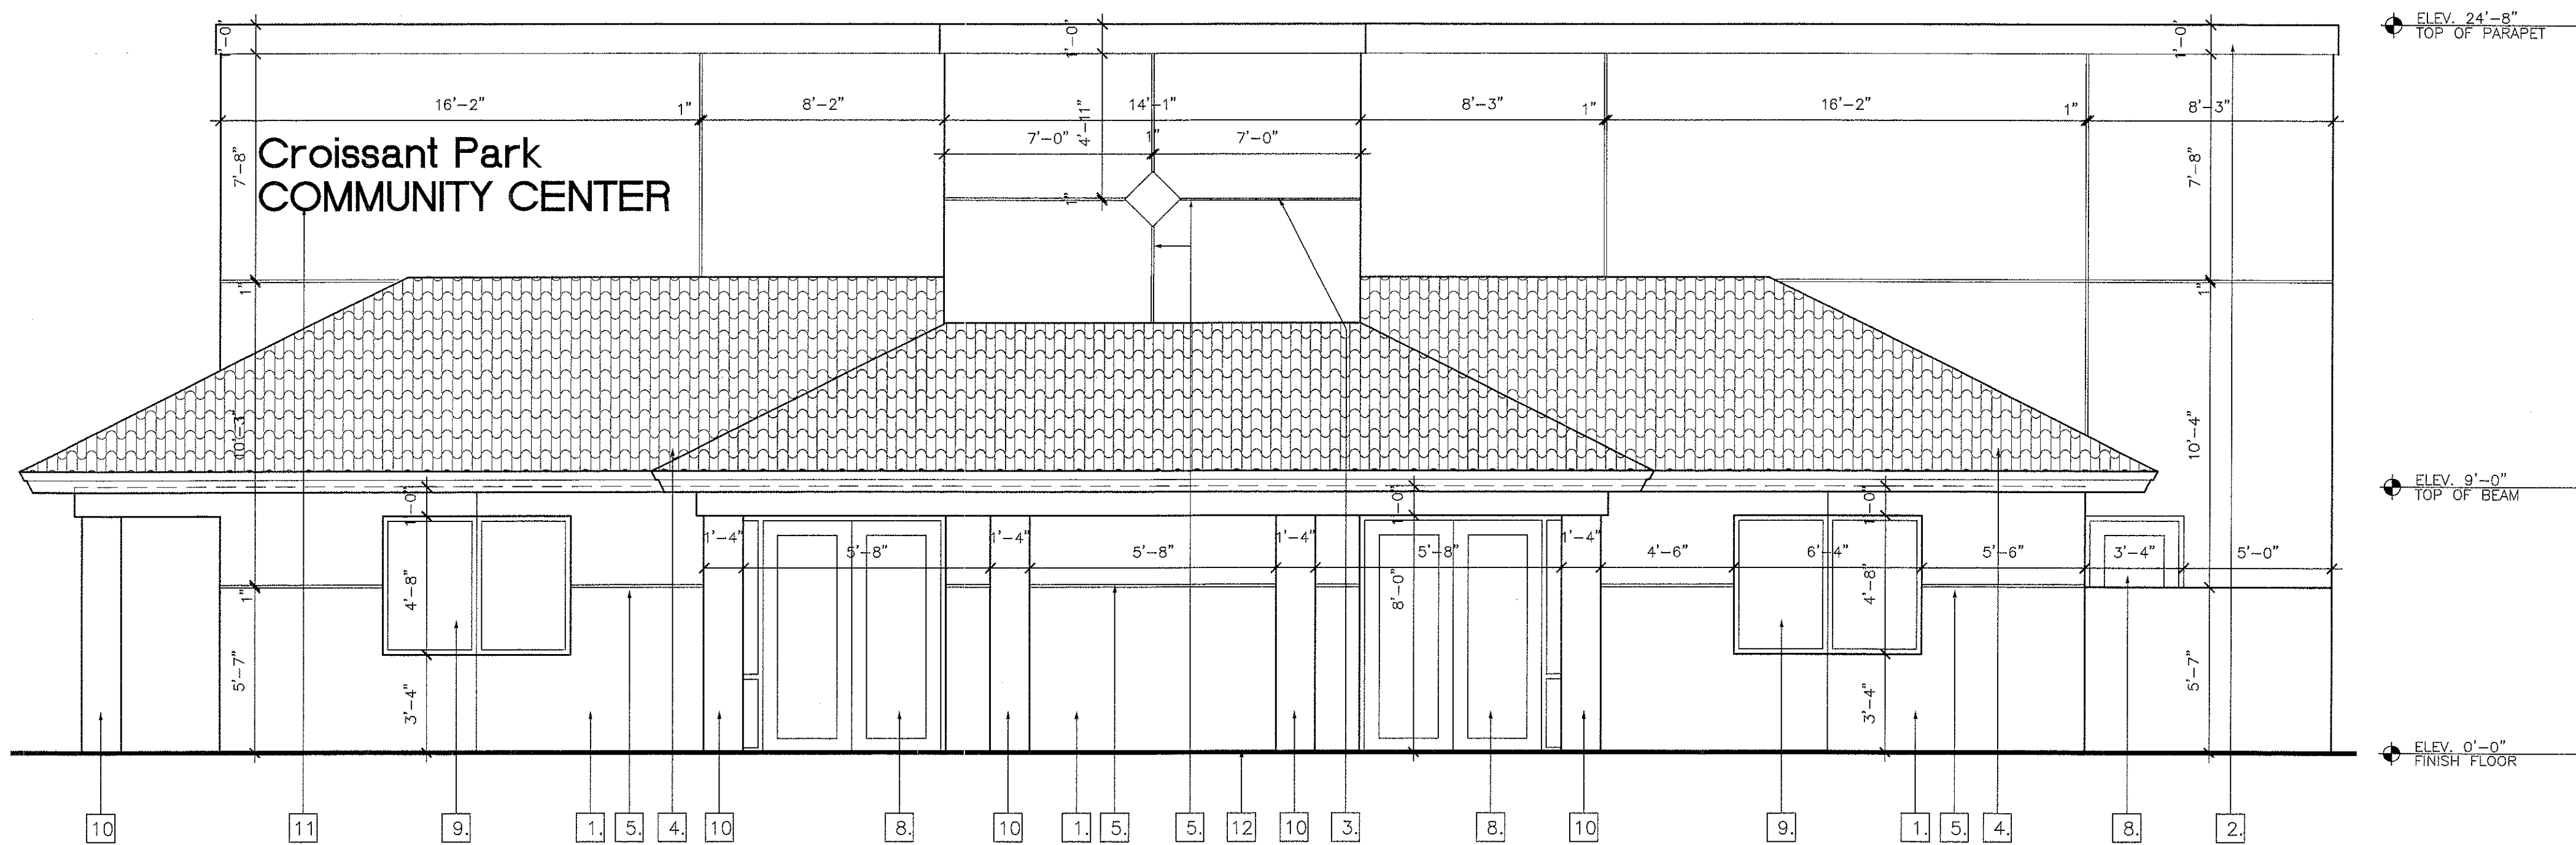 ELEV. 24'-8"
TOP OF PARAPET
1'-0" 1'-0" 1'-0"
16'-2" 1" 8'-2" 14'-1" 8'-3" 1" 16'-2" 1" 8'-3"
7'-0" 1" 7'-0"
4'-11"
1"
Croissant Park
COMMUNITY CENTER
7'-8" 7'-8"
1" 1"
10'-3" 10'-4"
ELEV. 9'-0"
TOP OF BEAM
1'-0" 1'-0" 1'-0"
1'-4" 5'-8" 1'-4" 5'-8" 1'-4" 5'-8" 1'-4" 4'-6" 6'-4" 5'-6" 3'-4" 5'-0"
1" 4'-8" 8'-0" 4'-8"
5'-7" 3'-4" 3'-4" 5'-7"
ELEV. 0'-0"
FINISH FLOOR
10 11 9. 1. 5. 4. 10 8. 10 1. 5. 5. 12 10 3. 8. 10 9. 1. 5. 4. 8. 2.